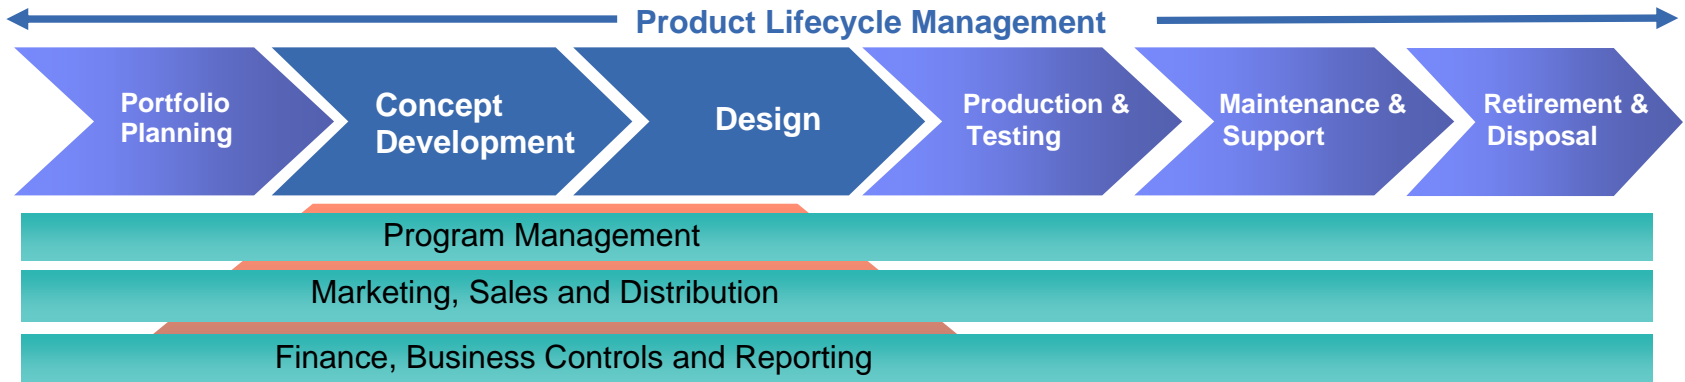 Product Lifecycle Management
Portfolio
Planning
Concept
Development
Design
Production &
Testing
Maintenance &
Support
Retirement &
Disposal
Program Management
Marketing, Sales and Distribution
Finance, Business Controls and Reporting